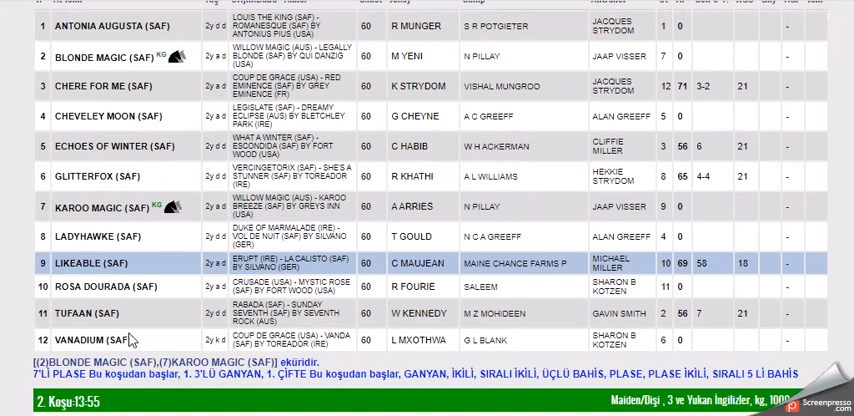 1 ANTONIA AUGUSTA (SAF) 2y d d LOUIS THE KING (SAF) - ROMANESQUE (SAF) BY ANTONIUS PIUS (USA) 60 R MUNGER S R POTGIETER JACQUES STRYDOM 1 0 -
2 BLONDE MAGIC (SAF) KG 2y a d WILLOW MAGIC (AUS) - LEGALLY BLONDE (SAF) BY QUI DANZIG (USA) 60 M YENI N PILLAY JAAP VISSER 7 0 -
3 CHERE FOR ME (SAF) 2y a d COUP DE GRACE (USA) - RED EMINENCE (SAF) BY GREY EMINENCE (FR) 60 K STRYDOM VISHAL MUNGROO JACQUES STRYDOM 12 71 3-2 21 -
4 CHEVELEY MOON (SAF) 2y a d LEGISLATE (SAF) - DREAMY ECLIPSE (AUS) BY BLETCHLEY PARK (IRE) 60 G CHEYNE A C GREEFF ALAN GREEFF 5 0 -
5 ECHOES OF WINTER (SAF) 2y d d WHAT A WINTER (SAF) - ESCONDIDA (SAF) BY FORT WOOD (USA) 60 C HABIB W H ACKERMAN CLIFFIE MILLER 3 56 6 21 -
6 GLITTERFOX (SAF) 2y d d VERCINGETORIX (SAF) - SHE'S A STUNNER (SAF) BY TOREADOR (IRE) 60 R KHATHI A L WILLIAMS HEKKIE STRYDOM 8 65 4-4 21 -
7 KAROO MAGIC (SAF) KG 2y a d WILLOW MAGIC (AUS) - KAROO BREEZE (SAF) BY GREYS INN (USA) 60 A ARRIES N PILLAY JAAP VISSER 9 0 -
8 LADYHAWKE (SAF) 2y d d DUKE OF MARMALADE (IRE) - VOL DE NUIT (SAF) BY SILVANO (GER) 60 T GOULD N C A GREEFF ALAN GREEFF 4 0 -
9 LIKEABLE (SAF) 2y a d ERUPT (IRE) - LA CALISTO (SAF) BY SILVANO (GER) 60 C MAUJEAN MAINE CHANCE FARMS P MICHAEL MILLER 10 69 58 18 -
10 ROSA DOURADA (SAF) 2y a d CRUSADE (USA) - MYSTIC ROSE (SAF) BY FORT WOOD (USA) 60 R FOURIE SALEEM SHARON B KOTZEN 11 0 -
11 TUFAAN (SAF) 2y d d RABADA (SAF) - SUNDAY SEVENTH (SAF) BY SEVENTH ROCK (AUS) 60 W KENNEDY M Z MOHIDEEN GAVIN SMITH 2 56 7 21 -
12 VANADIUM (SAF) 2y k d COUP DE GRACE (USA) - VANDA (SAF) BY TOREADOR (IRE) 60 L MXOTHWA G L BLANK SHARON B KOTZEN 6 0 -
[(2)BLONDE MAGIC (SAF),(7)KAROO MAGIC (SAF)] eküridir.
7'Lİ PLASE Bu koşudan başlar, 1. 3'LÜ GANYAN, 1. ÇİFTE Bu koşudan başlar, GANYAN, İKİLİ, SIRALI İKİLİ, ÜÇLÜ BAHİS, PLASE, PLASE İKİLİ, SIRALI 5 Lİ BAHİS
2. Koşu:13:55 Maiden/Dişi , 3 ve Yukarı İngilizler, kg,
Screenpresso
.com